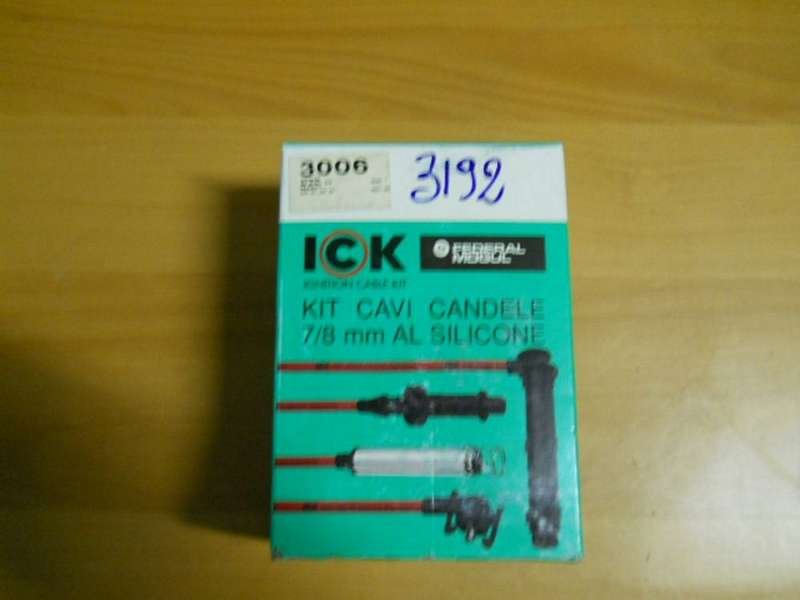 3006
3192
ICK
FEDERAL
MOGUL
IGNITION CABLE KIT
KIT CAVI CANDELE
7/8 mm AL SILICONE